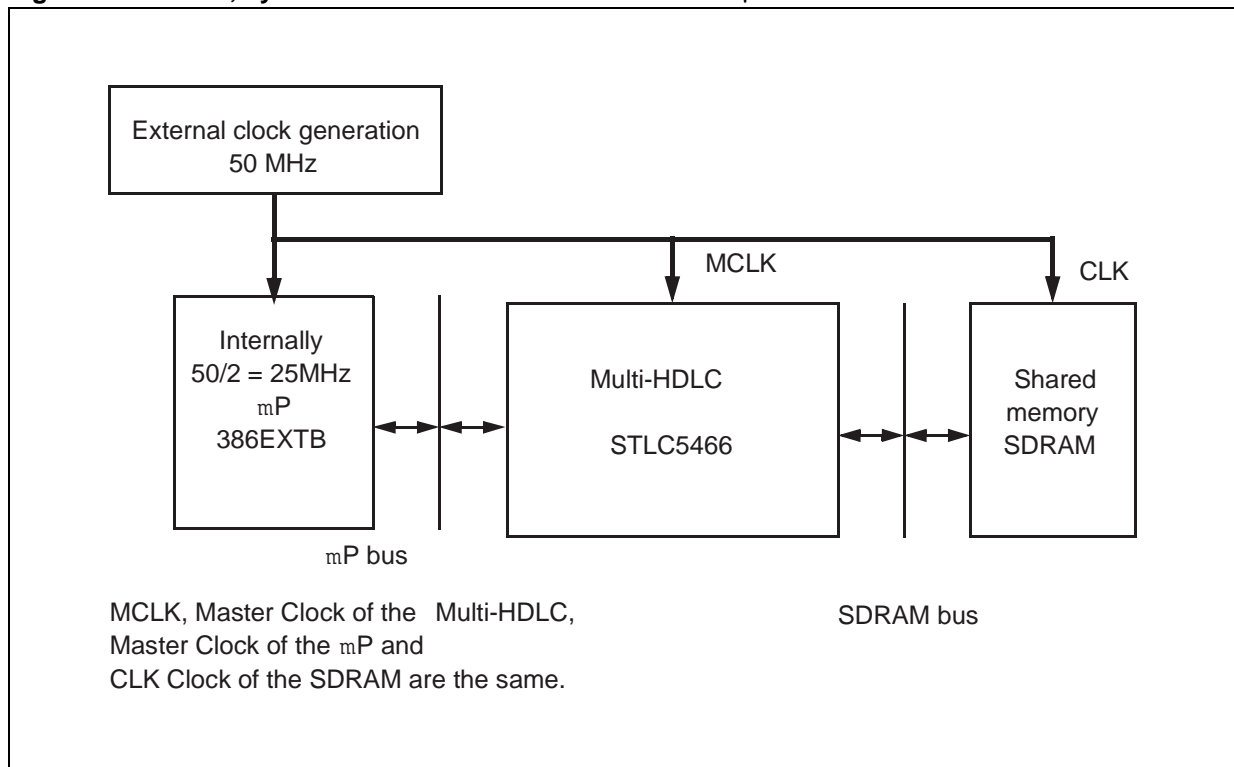 External clock generation
50 MHz
MCLK
CLK
Internally
50/2 = 25MHz
mP
386EXTB
Multi-HDLC
STLC5466
Shared
memory
SDRAM
mP bus
MCLK, Master Clock of the Multi-HDLC,
Master Clock of the mP and
CLK Clock of the SDRAM are the same.
SDRAM bus